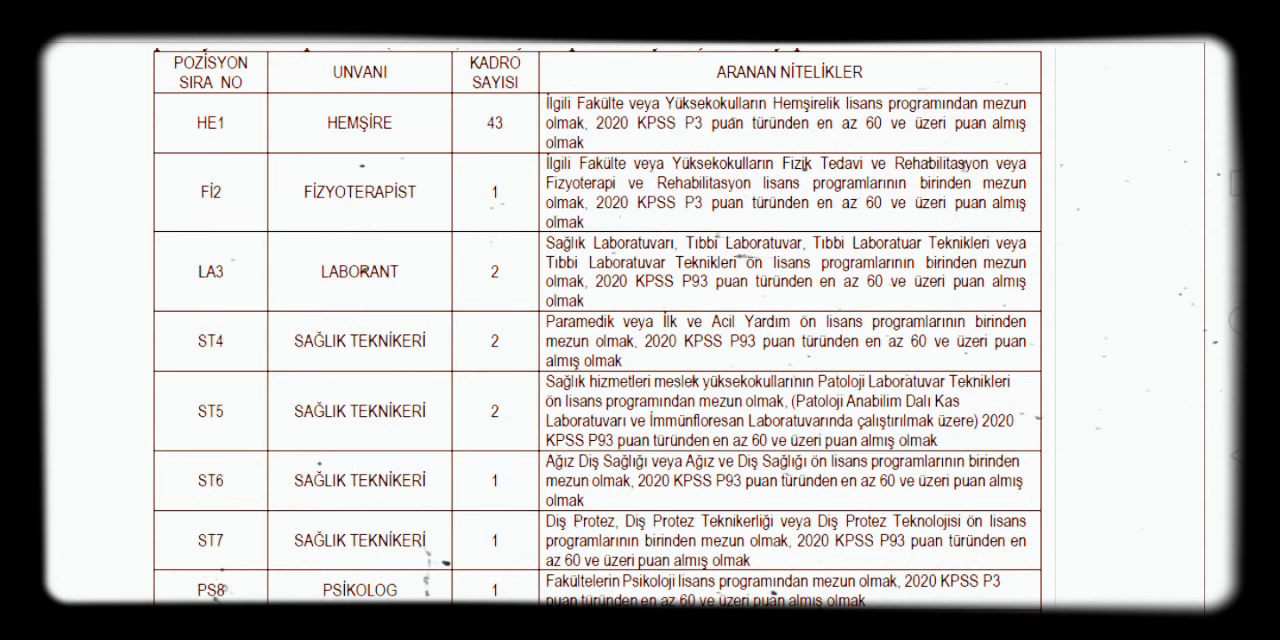 POZİSYON SIRA NO UNVANI KADRO SAYISI ARANAN NİTELİKLER
HE1 HEMŞİRE 43 İlgili Fakülte veya Yüksekokulların Hemşirelik lisans programından mezun
olmak, 2020 KPSS P3 puan türünden en az 60 ve üzeri puan almış
olmak
Fİ2 FİZYOTERAPİST 1 İlgili Fakülte veya Yüksekokulların Fizik Tedavi ve Rehabilitasyon veya
Fizyoterapi ve Rehabilitasyon lisans programlarının birinden mezun
olmak, 2020 KPSS P3 puan türünden en az 60 ve üzeri puan almış
olmak
LA3 LABORANT 2 Sağlık Laboratuvarı, Tıbbi Laboratuvar, Tıbbi Laboratuar Teknikleri veya
Tıbbi Laboratuvar Teknikleri ön lisans programlarının birinden mezun
olmak, 2020 KPSS P93 puan türünden en az 60 ve üzeri puan almış
olmak
ST4 SAĞLIK TEKNİKERİ 2 Paramedik veya İlk ve Acil Yardım ön lisans programlarının birinden
mezun olmak, 2020 KPSS P93 puan türünden en az 60 ve üzeri puan
almış olmak
ST5 SAĞLIK TEKNİKERİ 2 Sağlık hizmetleri meslek yüksekokullarının Patoloji Laboratuvar Teknikleri
ön lisans programından mezun olmak, (Patoloji Anabilim Dalı Kas
Laboratuvarı ve İmmünfloresan Laboratuvarında çalıştırılmak üzere) 2020
KPSS P93 puan türünden en az 60 ve üzeri puan almış olmak
ST6 SAĞLIK TEKNİKERİ 1 Ağız Diş Sağlığı veya Ağız ve Diş Sağlığı ön lisans programlarının birinden
mezun olmak, 2020 KPSS P93 puan türünden en az 60 ve üzeri puan almış
olmak
ST7 SAĞLIK TEKNİKERİ 1 Diş Protez, Diş Protez Teknikerliği veya Diş Protez Teknolojisi ön lisans
programlarının birinden mezun olmak, 2020 KPSS P93 puan türünden en
az 60 ve üzeri puan almış olmak
PS8 PSİKOLOG 1 Fakültelerin Psikoloji lisans programından mezun olmak, 2020 KPSS P3
puan türünden en az 60 ve üzeri puan almış olmak